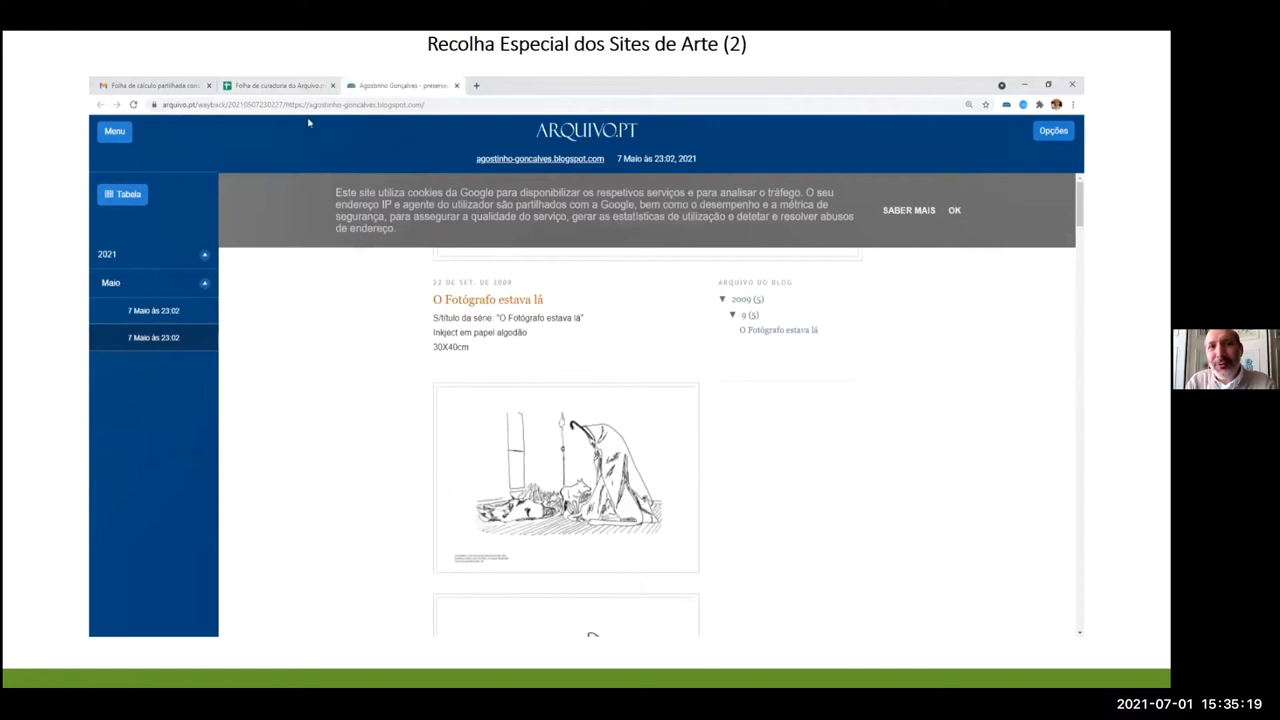 Recolha Especial dos Sites de Arte (2)
Folha de cálculo partilhada con
Folha de curadoria do Arquivo.p
Agostinho Gonçalves - preserva
arquivo.pt/wayback/20210507230227/https://agostinho-goncalves.blogspot.com/
Menu
ARQUIVO.PT
Opções
agostinho-goncalves.blogspot.com 7 Maio às 23:02, 2021
Tabela
Este site utiliza cookies da Google para disponibilizar os respetivos serviços e para analisar o tráfego. O seu
endereço IP e agente do utilizador são partilhados com a Google, bem como o desempenho e a métrica de
segurança, para assegurar a qualidade do serviço, gerar as estatísticas de utilização e detetar e resolver abusos
de endereço.
SABER MAIS OK
2021
Maio
7 Maio às 23:02
7 Maio às 23:02
22 DE SET. DE 2009
O Fotógrafo estava lá
S/título da série: "O Fotógrafo estava lá"
Inkject em papel algodão
30X40cm
ARQUIVO DO BLOG
▼ 2009 (5)
▼ 9 (5)
O Fotógrafo estava lá
2021-07-01 15:35:19